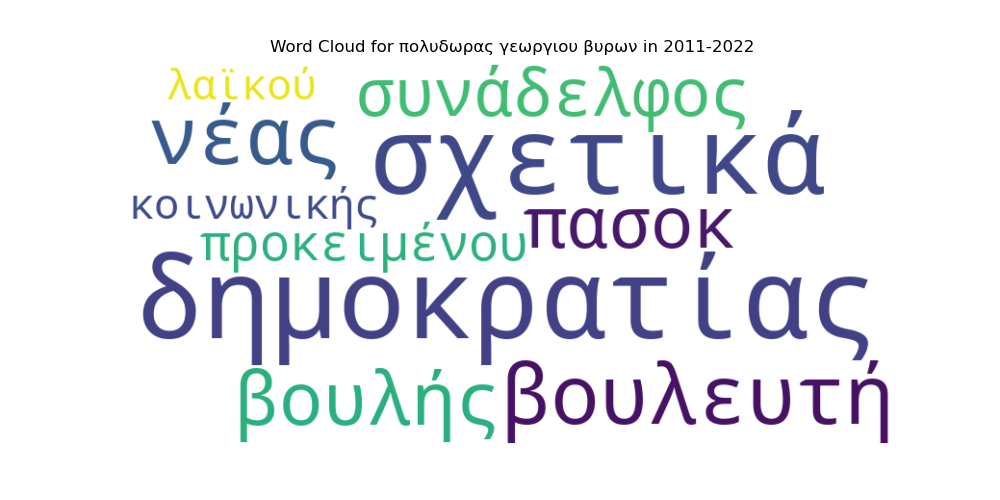 Word Cloud for πολυδωρας γεωργιου βυρων in 2011-2022
λαϊκού
συνάδελφος
νέας
σχετικά
κοινωνικής
πασοκ
προκειμένου
δημοκρατίας
βουλής
βουλευτή